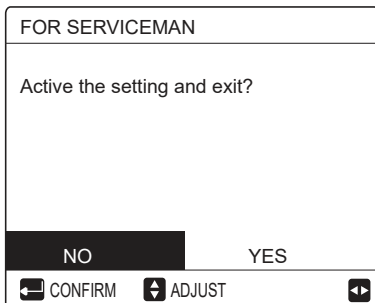 FOR SERVICEMAN
Active the setting and exit?
NO YES
CONFIRM ADJUST